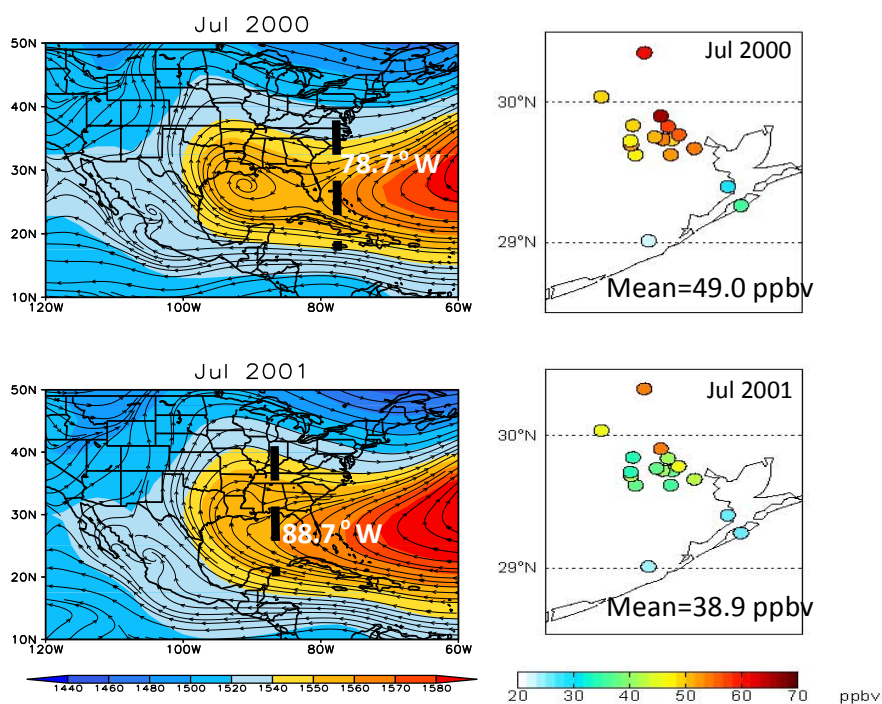 Jul 2000
50N
40N
30N
20N
10N
120W
100W
80W
60W
78.7° W
Jul 2000
30°N
29°N
Mean=49.0 ppbv
Jul 2001
50N
40N
30N
20N
10N
120W
100W
80W
60W
88.7° W
Jul 2001
30°N
29°N
Mean=38.9 ppbv
1440 1460 1480 1500 1520 1540 1550 1560 1570 1580
20 30 40 50 60 70 ppbv